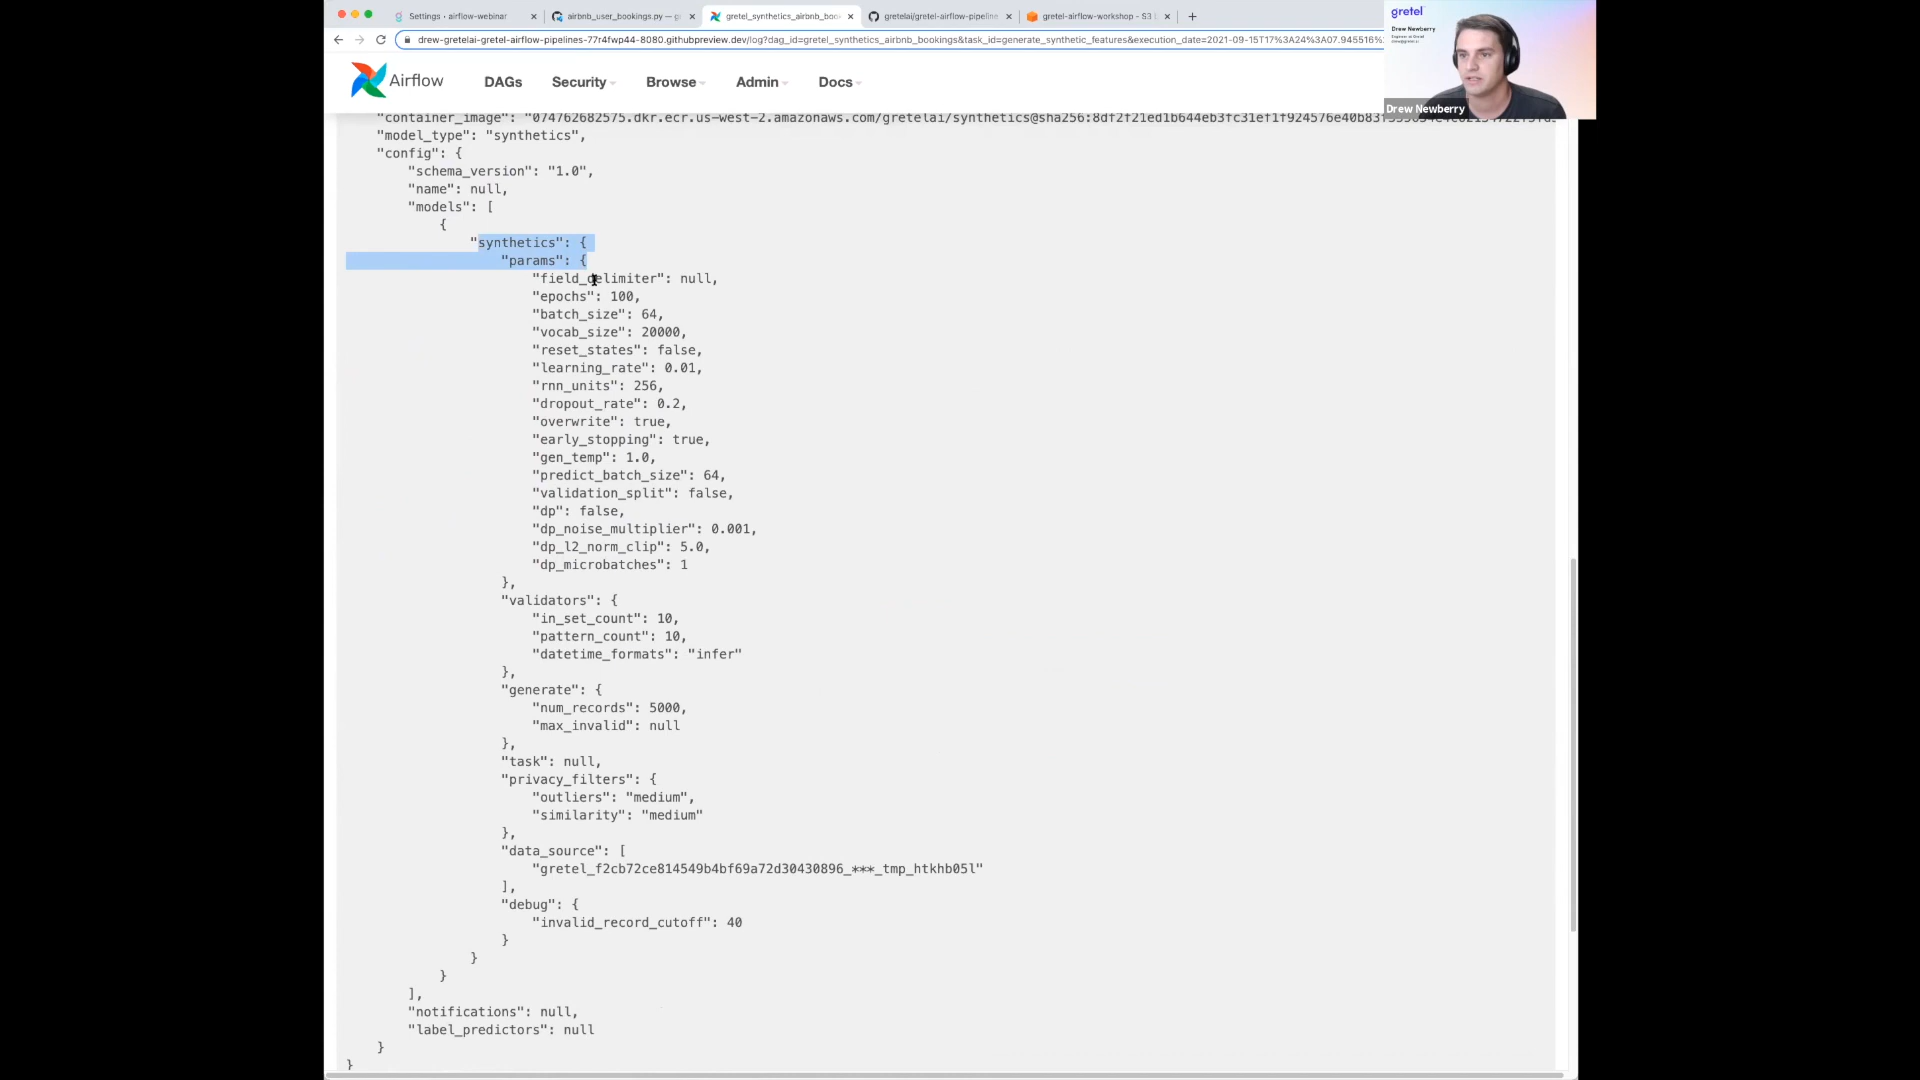 Settings · airflow-webinar
airbnb_user_bookings.py — g
gretel_synthetics_airbnb_boo
gretelai/gretel-airflow-pipeline
gretel-airflow-workshop - S3
drew-gretelai-gretel-airflow-pipelines-77r4fwp44-8080.githubpreview.dev/log?dag_id=gretel_synthetics_airbnb_bookings&task_id=generate_synthetic_features&execution_date=2021-09-15T17%3A24%3A07.945516%
gretel
Drew Newberry
Drew Newberry
Airflow
DAGs
Security
Browse
Admin
Docs
"container_image": 
"model_type": "synthetics",
"config": {
"schema_version": "1.0",
"name": null,
"models": [
{
"synthetics": {
"params": {
"field_delimiter": null,
"epochs": 100,
"batch_size": 64,
"vocab_size": 20000,
"reset_states": false,
"learning_rate": 0.01,
"rnn_units": 256,
"dropout_rate": 0.2,
"overwrite": true,
"early_stopping": true,
"gen_temp": 1.0,
"predict_batch_size": 64,
"validation_split": false,
"dp": false,
"dp_noise_multiplier": 0.001,
"dp_l2_norm_clip": 5.0,
"dp_microbatches": 1
},
"validators": {
"in_set_count": 10,
"pattern_count": 10,
"datetime_formats": "infer"
},
"generate": {
"num_records": 5000,
"max_invalid": null
},
"task": null,
"privacy_filters": {
"outliers": "medium",
"similarity": "medium"
},
"data_source": [
"gretel_f2cb72ce814549b4bf69a72d30430896_***_tmp_htkhb05l"
],
"debug": {
"invalid_record_cutoff": 40
}
}
}
],
"notifications": null,
"label_predictors": null
}
}